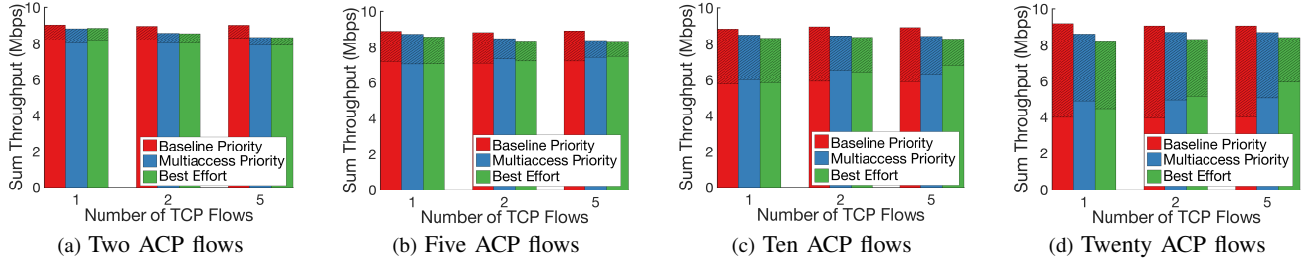 Sum Throughput (Mbps)
10
8
6
4
2
0
Baseline Priority
Multiaccess Priority
Best Effort
1 2 5
Number of TCP Flows
(a) Two ACP flows
Sum Throughput (Mbps)
10
8
6
4
2
0
Baseline Priority
Multiaccess Priority
Best Effort
1 2 5
Number of TCP Flows
(b) Five ACP flows
Sum Throughput (Mbps)
10
8
6
4
2
0
Baseline Priority
Multiaccess Priority
Best Effort
1 2 5
Number of TCP Flows
(c) Ten ACP flows
Sum Throughput (Mbps)
10
8
6
4
2
0
Baseline Priority
Multiaccess Priority
Best Effort
1 2 5
Number of TCP Flows
(d) Twenty ACP flows